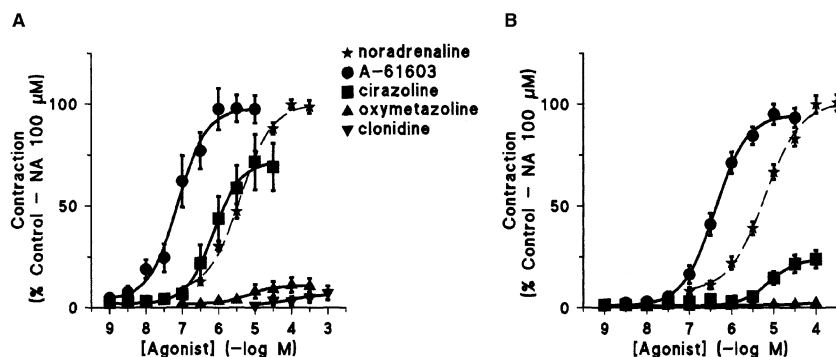 A
B
noradrenaline
A-61603
cirazoline
oxymetazoline
clonidine
Contraction
(% Control - NA 100 μM)
100
50
0
9 8 7 6 5 4 3
[Agonist] (-log M)
Contraction
(% Control - NA 100 μM)
100
50
0
9 8 7 6 5 4
[Agonist] (-log M)